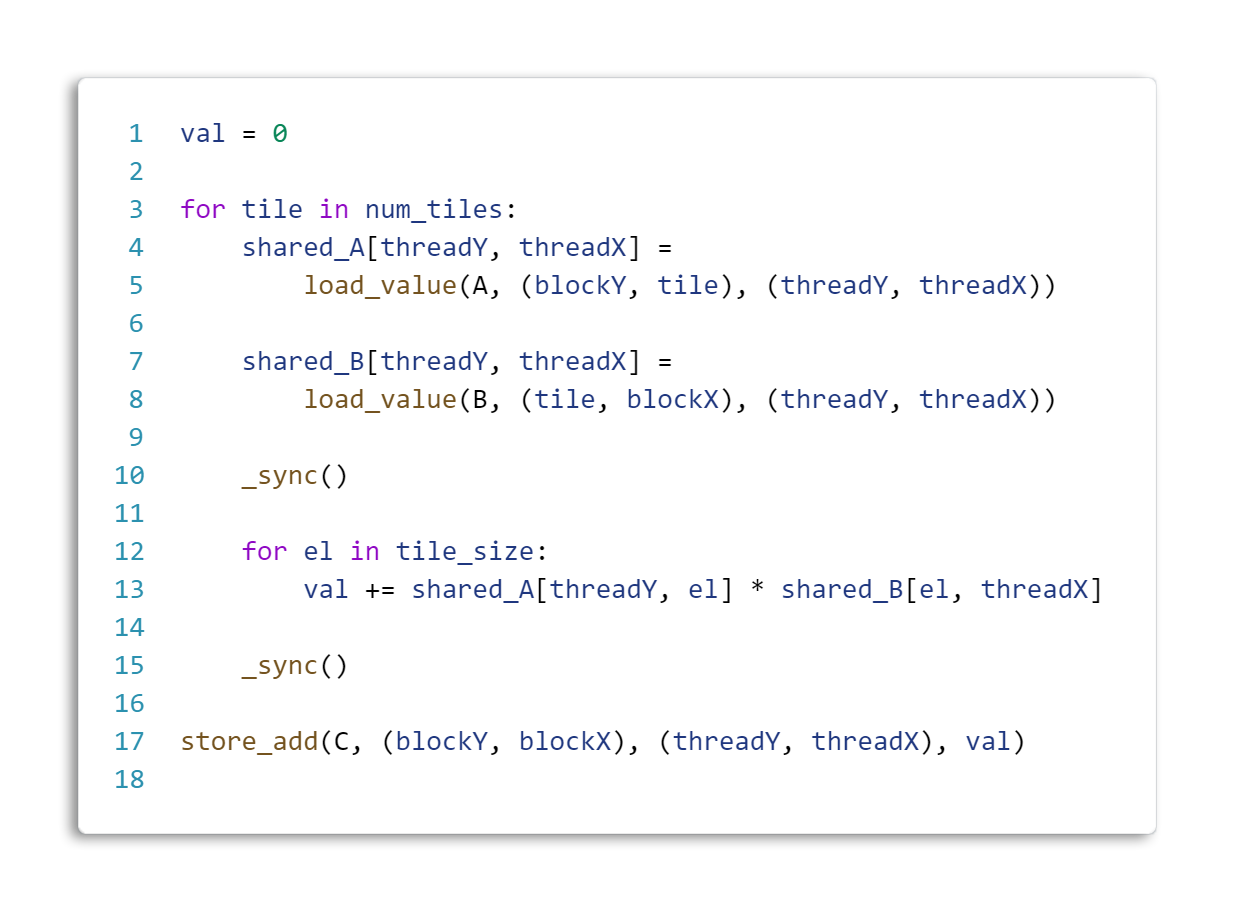 1 val = 0
2
3 for tile in num_tiles:
4     shared_A[threadY, threadX] =
5         load_value(A, (blockY, tile), (threadY, threadX))
6
7     shared_B[threadY, threadX] =
8         load_value(B, (tile, blockX), (threadY, threadX))
9
10     _sync()
11
12     for el in tile_size:
13         val += shared_A[threadY, el] * shared_B[el, threadX]
14
15     _sync()
16
17 store_add(C, (blockY, blockX), (threadY, threadX), val)
18